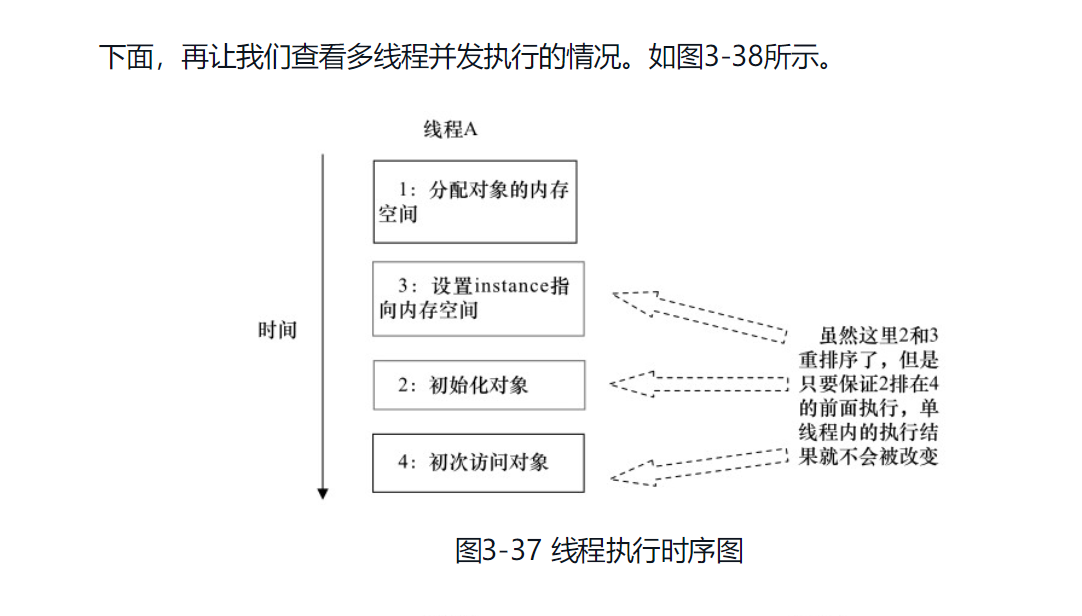 下面，再让我们查看多线程并发执行的情况。如图3-38所示。
线程A
1：分配对象的内存
空间
3：设置instance指
向内存空间
时间
2：初始化对象
4：初次访问对象
虽然这里2和3
重排序了，但是
只要保证2排在4
的前面执行，单
线程内的执行结
果就不会被改变
图3-37 线程执行时序图